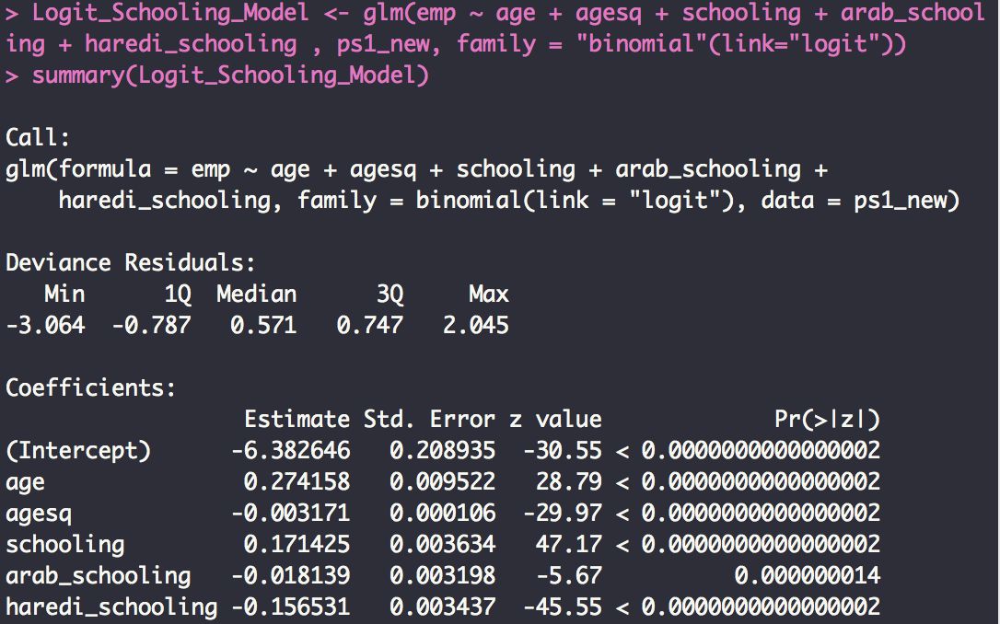 > Logit_Schooling_Model <- glm(emp ~ age + agesq + schooling + arab_school
ing + haredi_schooling , ps1_new, family = "binomial"(link="logit"))
> summary(Logit_Schooling_Model)
Call:
glm(formula = emp ~ age + agesq + schooling + arab_schooling +
    haredi_schooling, family = binomial(link = "logit"), data = ps1_new)
Deviance Residuals:
   Min      1Q  Median      3Q     Max
-3.064  -0.787   0.571   0.747   2.045
Coefficients:
                  Estimate Std. Error z value             Pr(>|z|)
(Intercept)      -6.382646   0.208935  -30.55 < 0.0000000000000002
age               0.274158   0.009522   28.79 < 0.0000000000000002
agesq            -0.003171   0.000106  -29.97 < 0.0000000000000002
schooling         0.171425   0.003634   47.17 < 0.0000000000000002
arab_schooling   -0.018139   0.003198   -5.67          0.000000014
haredi_schooling -0.156531   0.003437  -45.55 < 0.0000000000000002